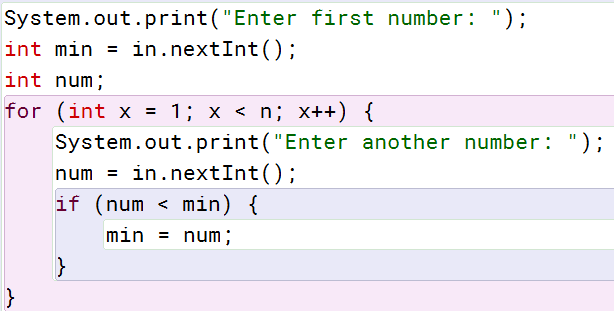 System.out.print("Enter first number: ");
int min = in.nextInt();
int num;
for (int x = 1; x < n; x++) {
System.out.print("Enter another number: ");
num = in.nextInt();
if (num < min) {
min = num;
}
}